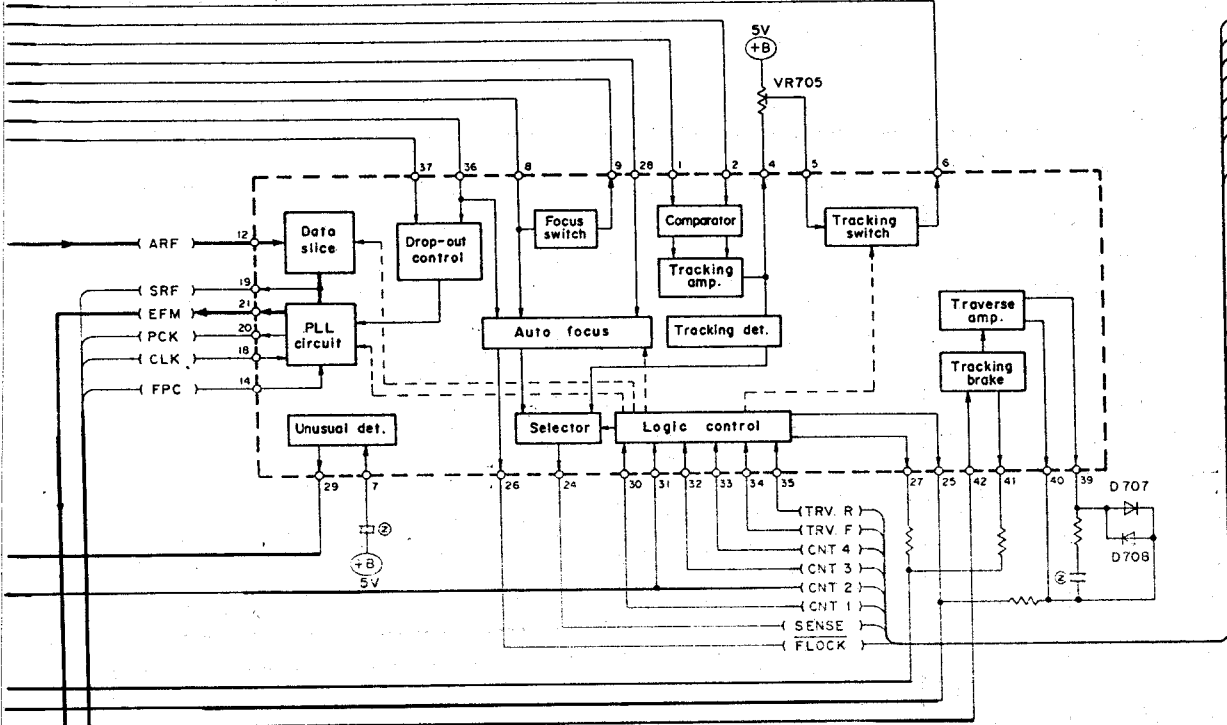 5V
+B
VR705
37
36
8
9
28
1
2
4
5
6
ARF
12
Data slice
Drop-out control
Focus switch
Comparator
Tracking amp.
Tracking switch
SRF
19
EFM
21
PCK
20
CLK
18
FPC
14
PLL circuit
Auto focus
Tracking det.
Traverse amp.
Tracking brake
Unusual det.
Selector
Logic control
29
7
26
24
30
31
32
33
34
35
27
25
42
41
40
39
D707
D708
②
+B
5V
②
TRV. R
TRV. F
CNT 4
CNT 3
CNT 2
CNT 1
SENSE
FLOCK